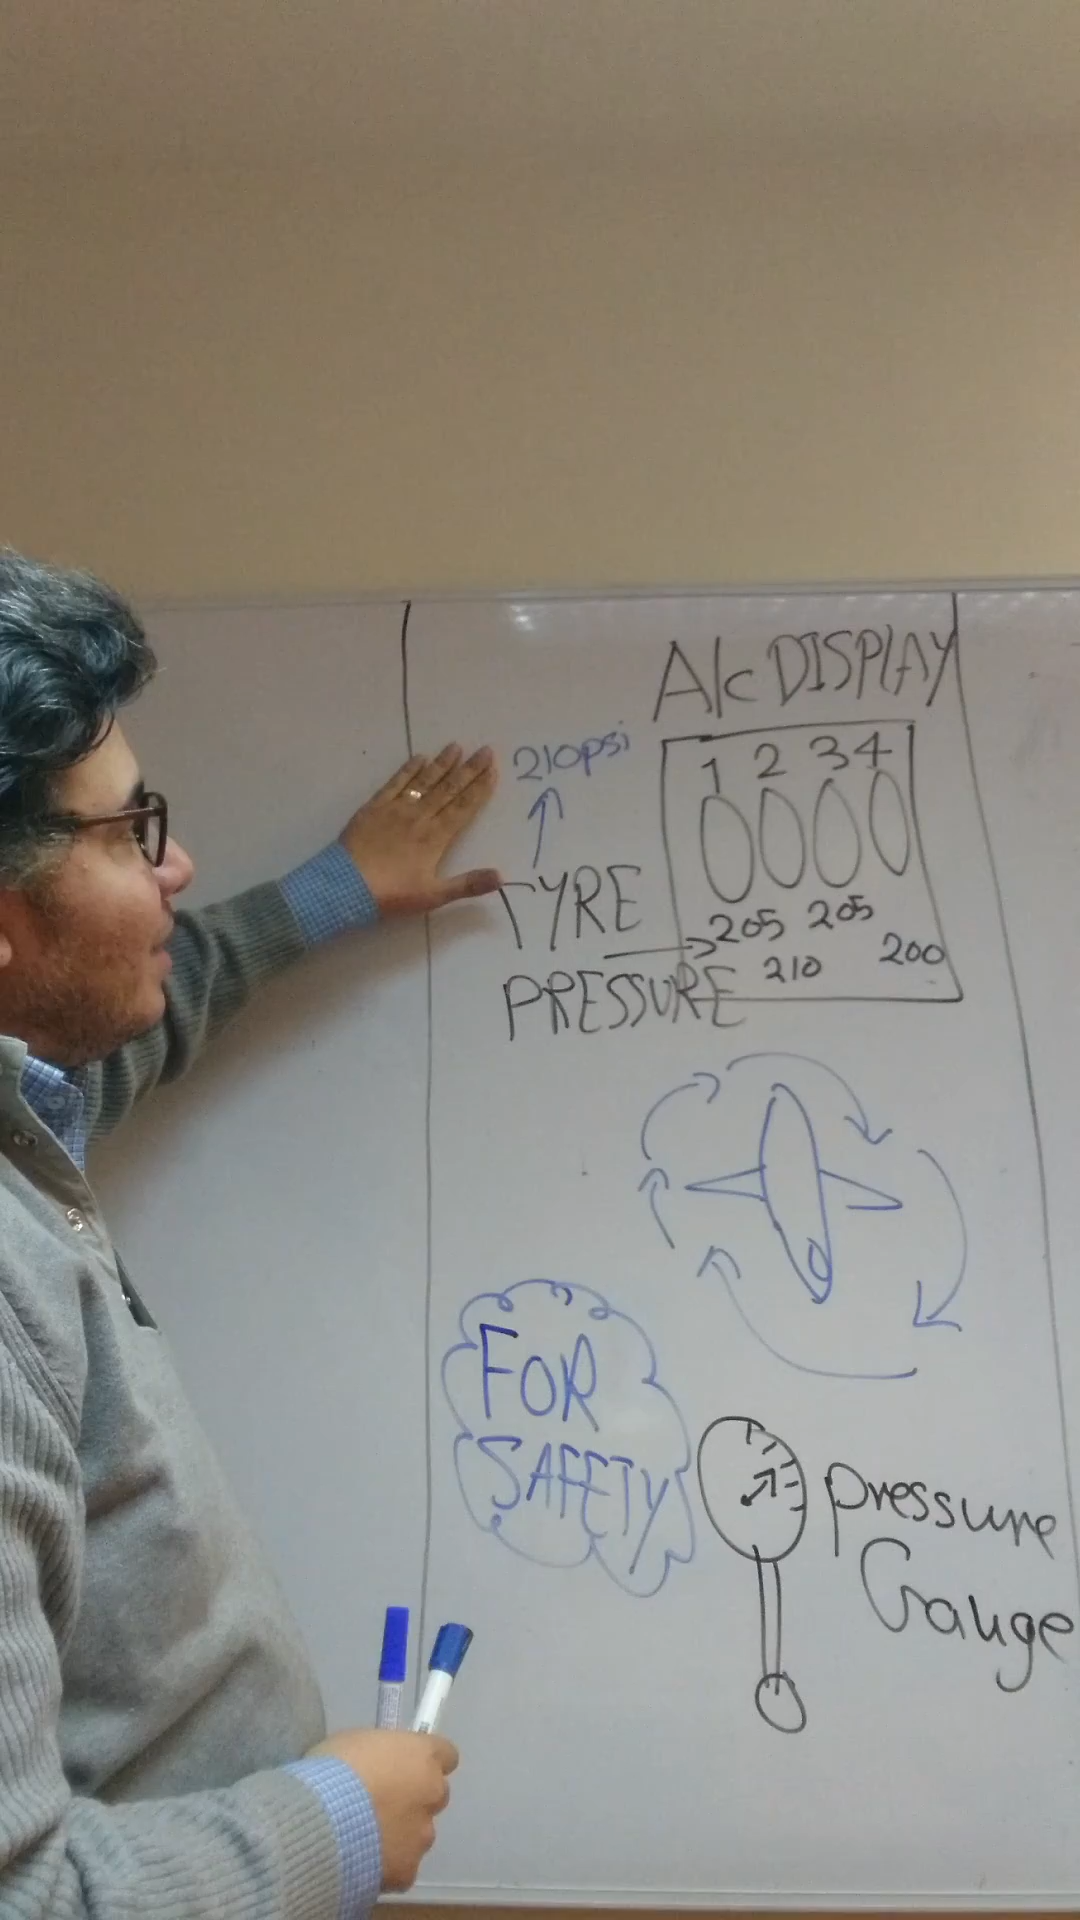 A/c DISPLAY
210psi
1 2 3 4
TYRE
PRESSURE
205 205
210 200
FOR
SAFETY
Pressure
Gauge